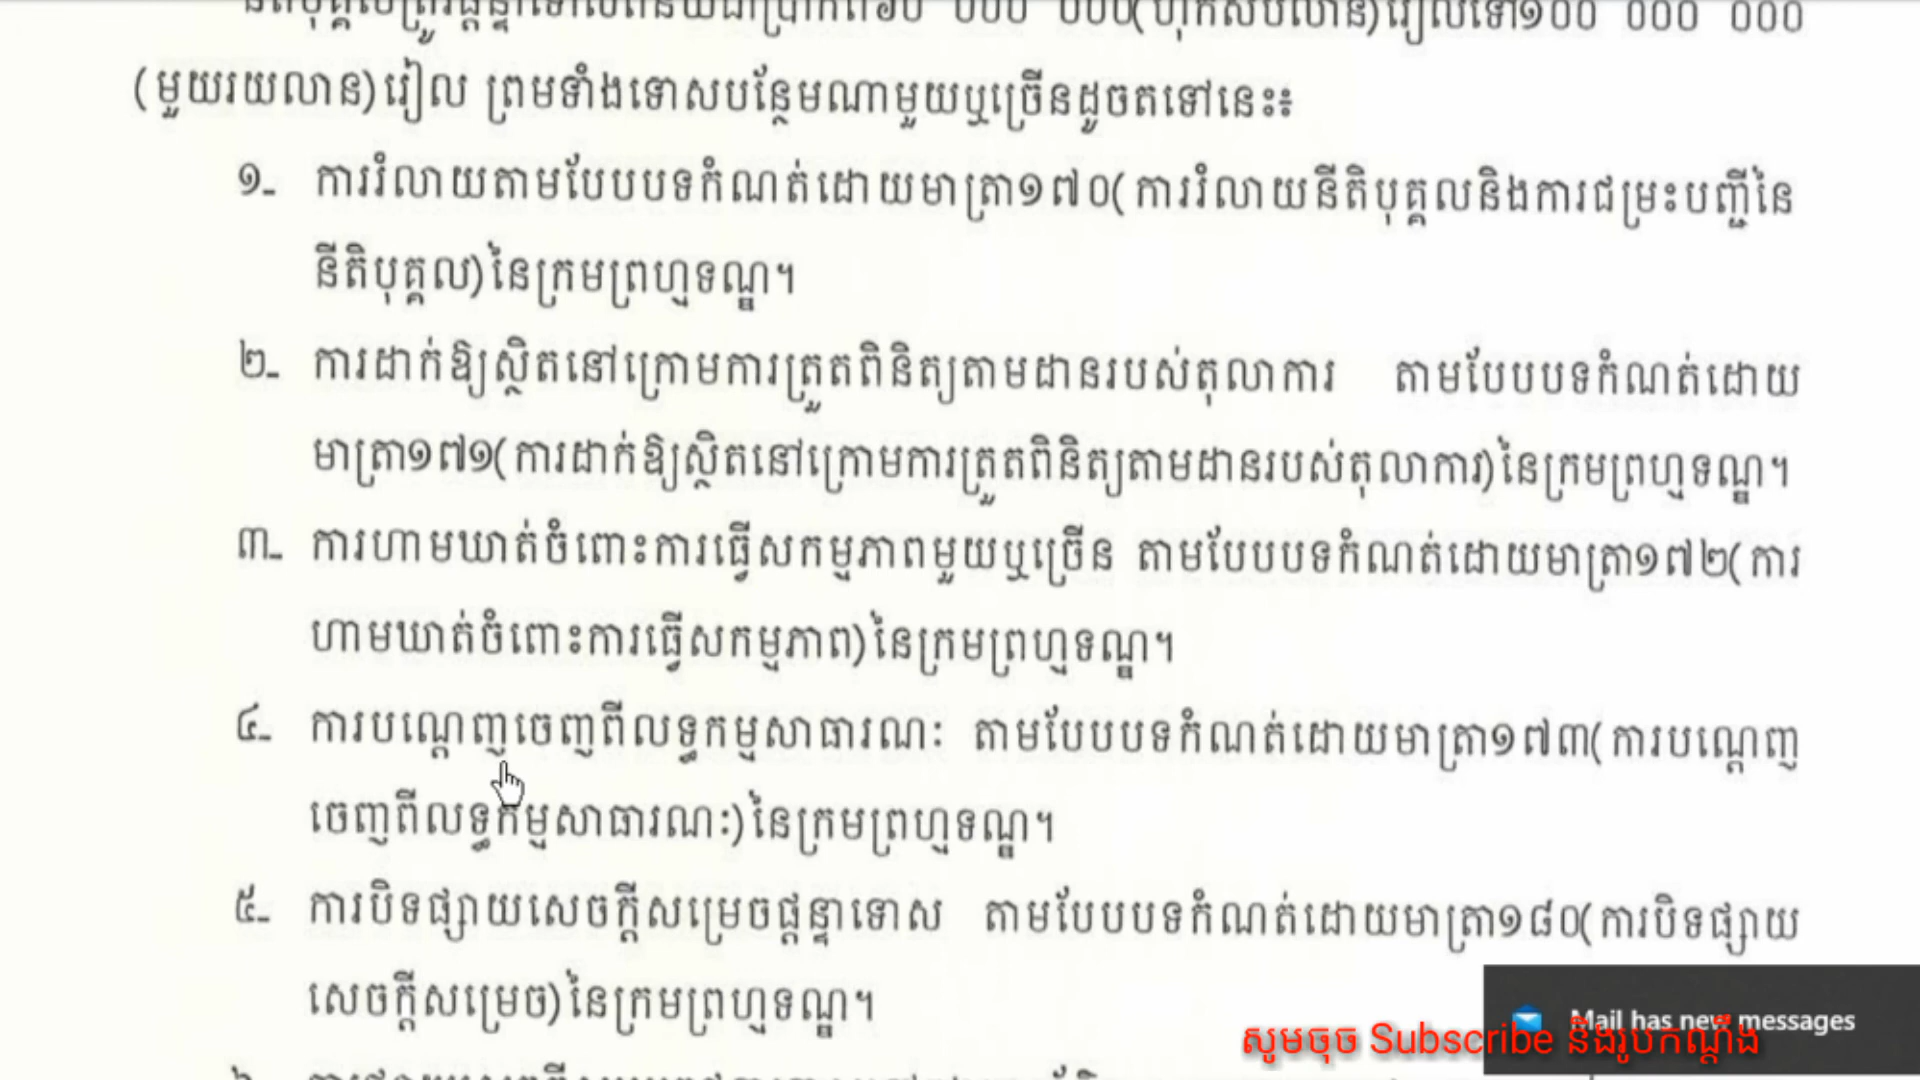 (មួយរយលាន)រៀល ព្រមទាំងទោសបន្ថែមណាមួយឬច្រើនដូចតទៅនេះ៖
១- ការរំលាយតាមបែបបទកំណត់ដោយមាត្រា១៧០(ការរំលាយនីតិបុគ្គលនិងការជម្រះបញ្ជីនៃ
នីតិបុគ្គល)នៃក្រមព្រហ្មទណ្ឌ។
២- ការដាក់ឱ្យស្ថិតនៅក្រោមការត្រួតពិនិត្យតាមដានរបស់តុលាការ តាមបែបបទកំណត់ដោយ
មាត្រា១៧១(ការដាក់ឱ្យស្ថិតនៅក្រោមការត្រួតពិនិត្យតាមដានរបស់តុលាការ)នៃក្រមព្រហ្មទណ្ឌ។
៣- ការហាមឃាត់ចំពោះការធ្វើសកម្មភាពមួយឬច្រើន តាមបែបបទកំណត់ដោយមាត្រា១៧២(ការ
ហាមឃាត់ចំពោះការធ្វើសកម្មភាព)នៃក្រមព្រហ្មទណ្ឌ។
៤- ការបណ្តេញចេញពីលទ្ធកម្មសាធារណៈ តាមបែបបទកំណត់ដោយមាត្រា១៧៣(ការបណ្តេញ
ចេញពីលទ្ធកម្មសាធារណៈ)នៃក្រមព្រហ្មទណ្ឌ។
៥- ការបិទផ្សាយសេចក្តីសម្រេចផ្តន្ទាទោស តាមបែបបទកំណត់ដោយមាត្រា១៨០(ការបិទផ្សាយ
សេចក្តីសម្រេច)នៃក្រមព្រហ្មទណ្ឌ។
Mail has new messages
សូមចុច Subscribe និងរូបកណ្ដឹង